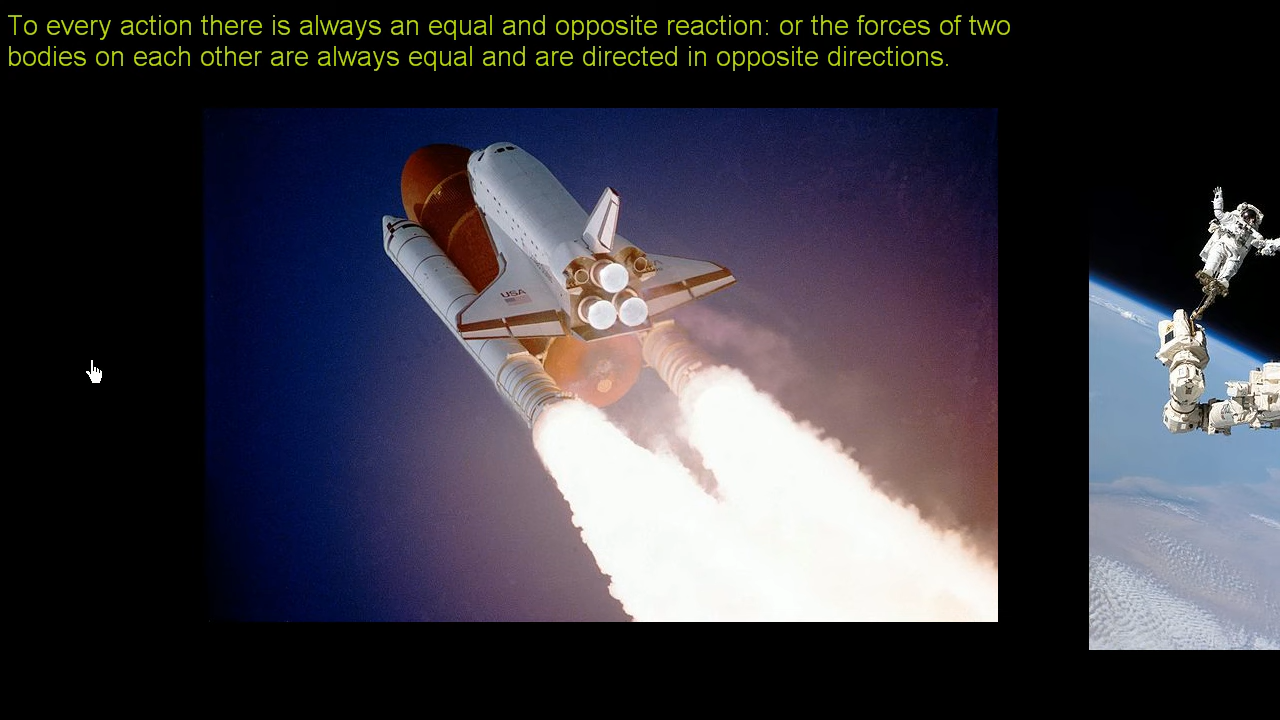 To every action there is always an equal and opposite reaction: or the forces of two
bodies on each other are always equal and are directed in opposite directions.
USA